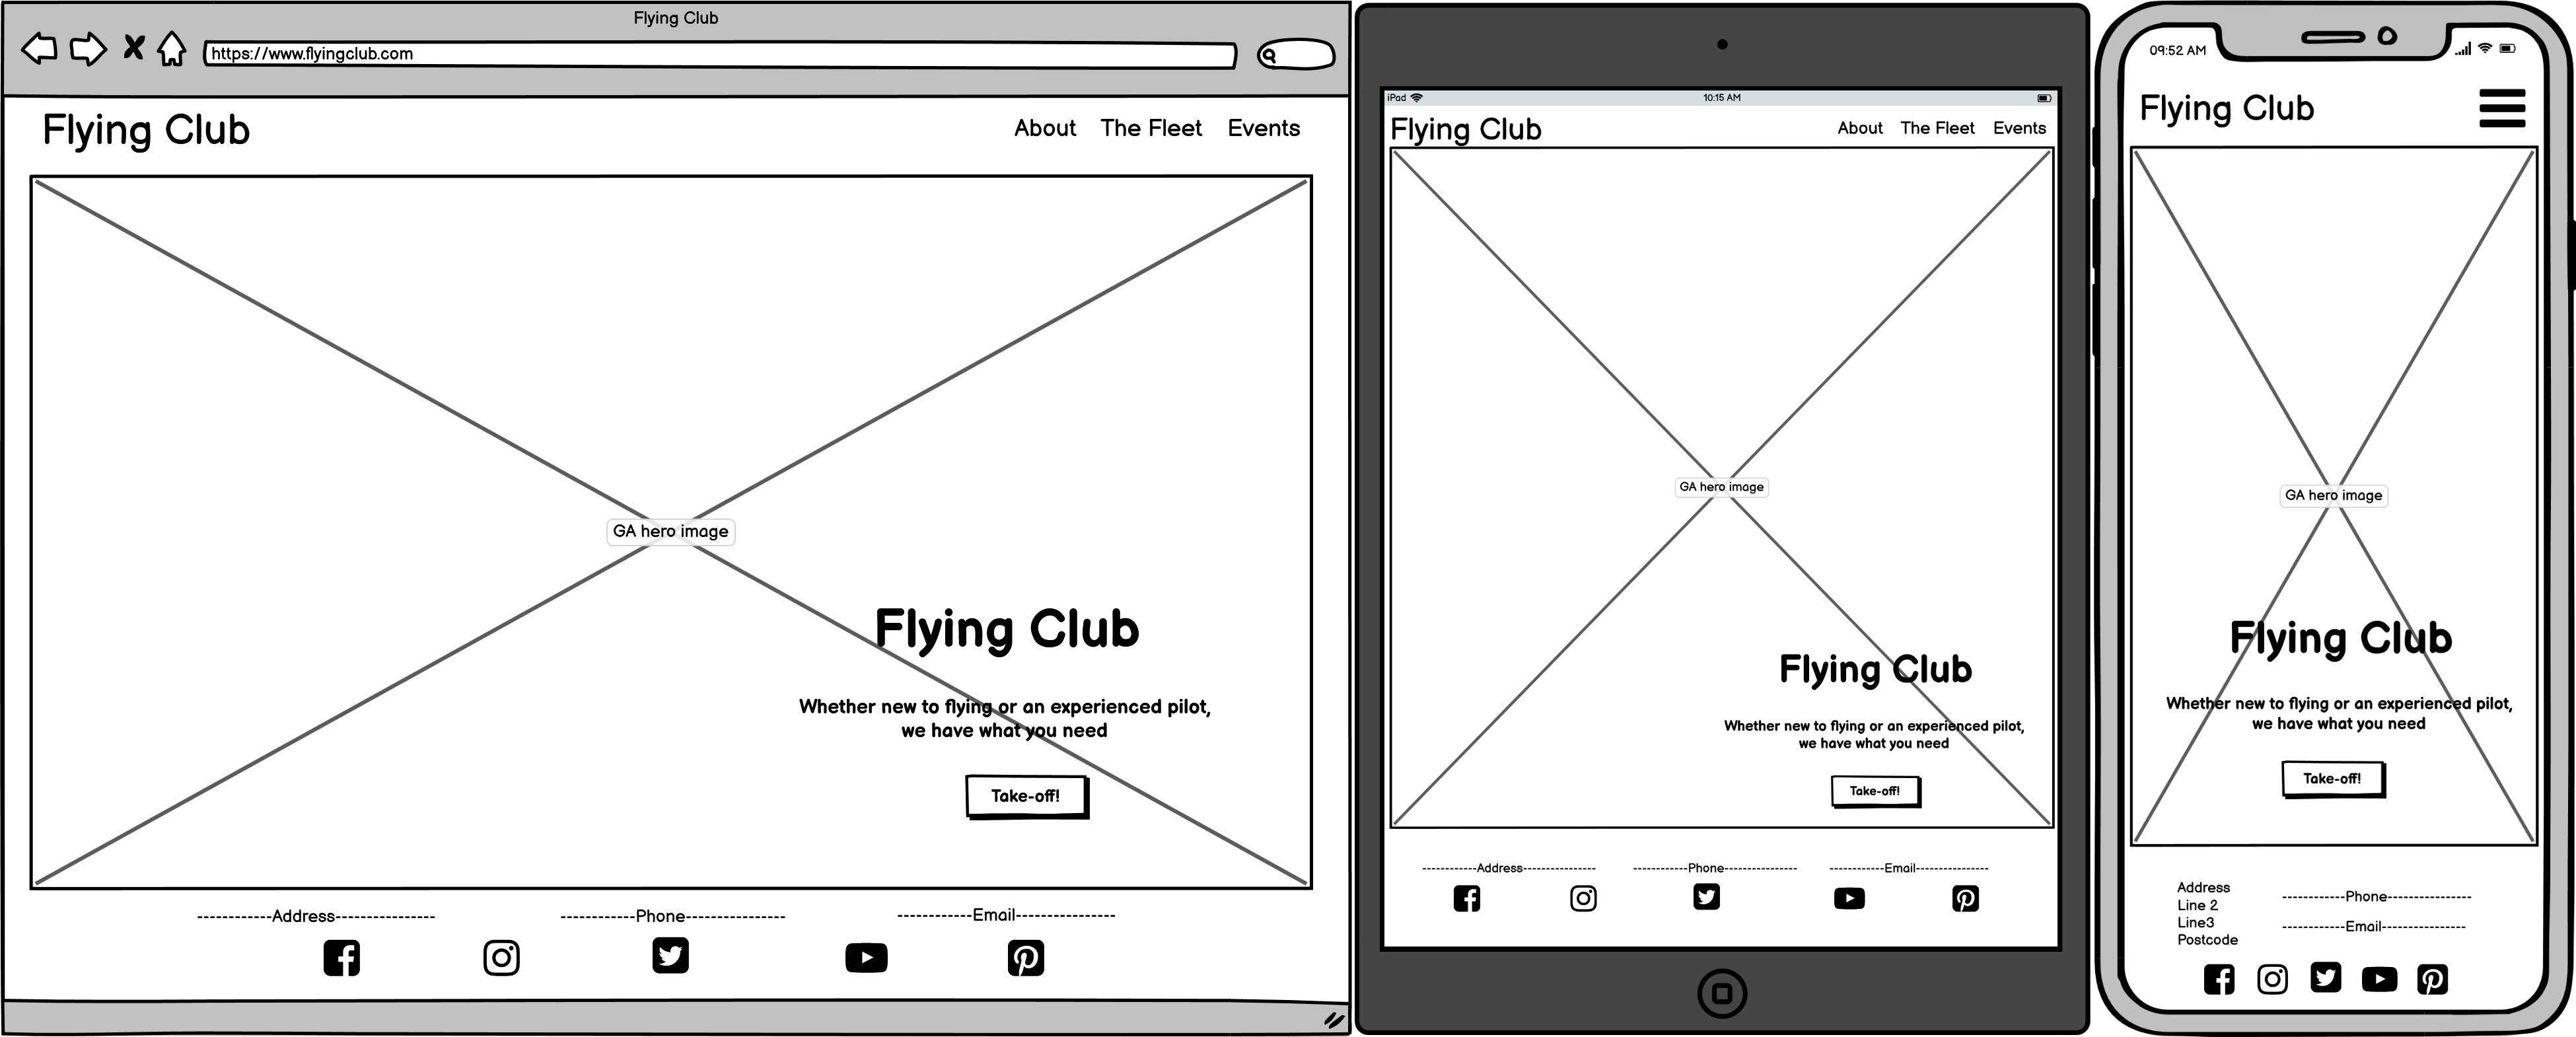 Flying Club
https://www.flyingclub.com
Flying Club
About The Fleet Events
GA hero image
Flying Club
Whether new to flying or an experienced pilot,
we have what you need
Take-off!
------------Address----------------
------------Phone----------------
------------Email----------------
iPad
10:15 AM
Flying Club
About The Fleet Events
GA hero image
Flying Club
Whether new to flying or an experienced pilot,
we have what you need
Take-off!
------------Address----------------
------------Phone----------------
------------Email----------------
09:52 AM
Flying Club
GA hero image
Flying Club
Whether new to flying or an experienced pilot,
we have what you need
Take-off!
Address
Line 2
Line3
Postcode
------------Phone----------------
------------Email----------------